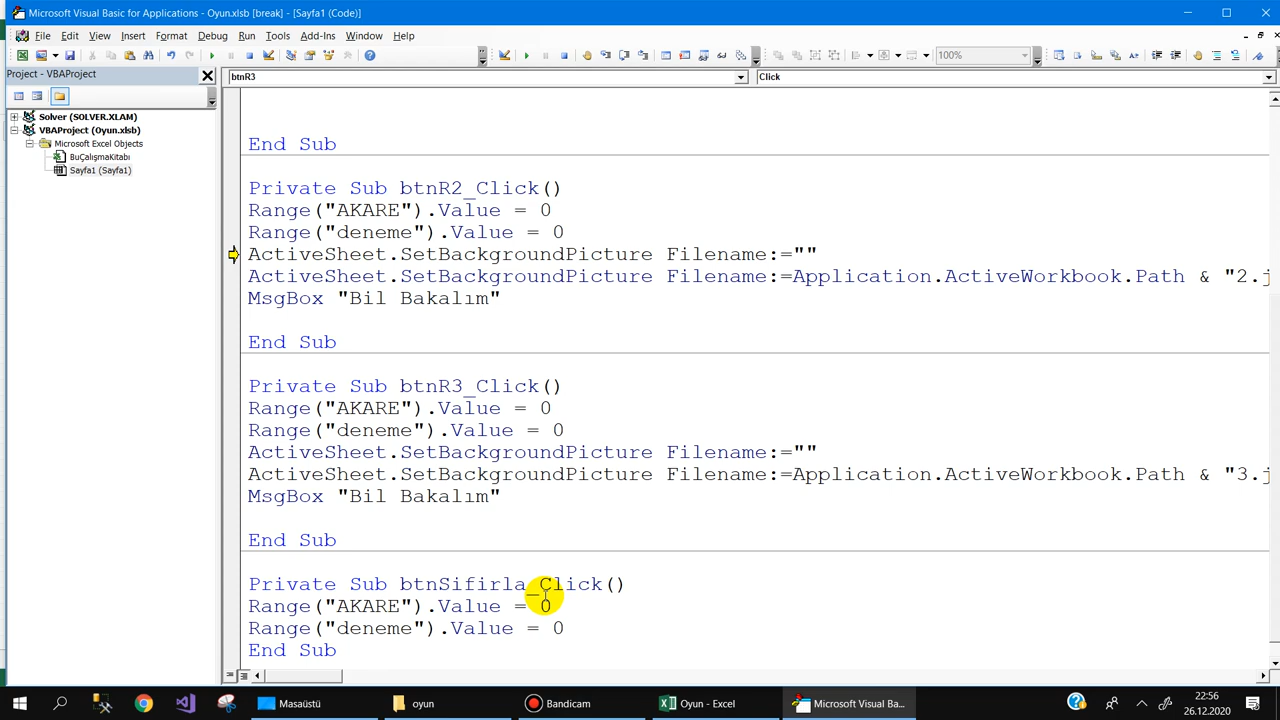 Microsoft Visual Basic for Applications - Oyun.xlsb [break] - [Sayfa1 (Code)]
File Edit View Insert Format Debug Run Tools Add-Ins Window Help
100%
Project - VBAProject
btnR3
Click
Solver (SOLVER.XLAM)
VBAProject (Oyun.xlsb)
Microsoft Excel Objects
BuÇalışmaKitabı
Sayfa1 (Sayfa1)
End Sub
Private Sub btnR2_Click()
Range("AKARE").Value = 0
Range("deneme").Value = 0
ActiveSheet.SetBackgroundPicture Filename:=""
ActiveSheet.SetBackgroundPicture Filename:=Application.ActiveWorkbook.Path & "2.j
MsgBox "Bil Bakalım"
End Sub
Private Sub btnR3_Click()
Range("AKARE").Value = 0
Range("deneme").Value = 0
ActiveSheet.SetBackgroundPicture Filename:=""
ActiveSheet.SetBackgroundPicture Filename:=Application.ActiveWorkbook.Path & "3.j
MsgBox "Bil Bakalım"
End Sub
Private Sub btnSifirla_Click()
Range("AKARE").Value = 0
Range("deneme").Value = 0
End Sub
Masaüstü
oyun
Bandicam
Oyun - Excel
Microsoft Visual Ba...
22:56
26.12.2020